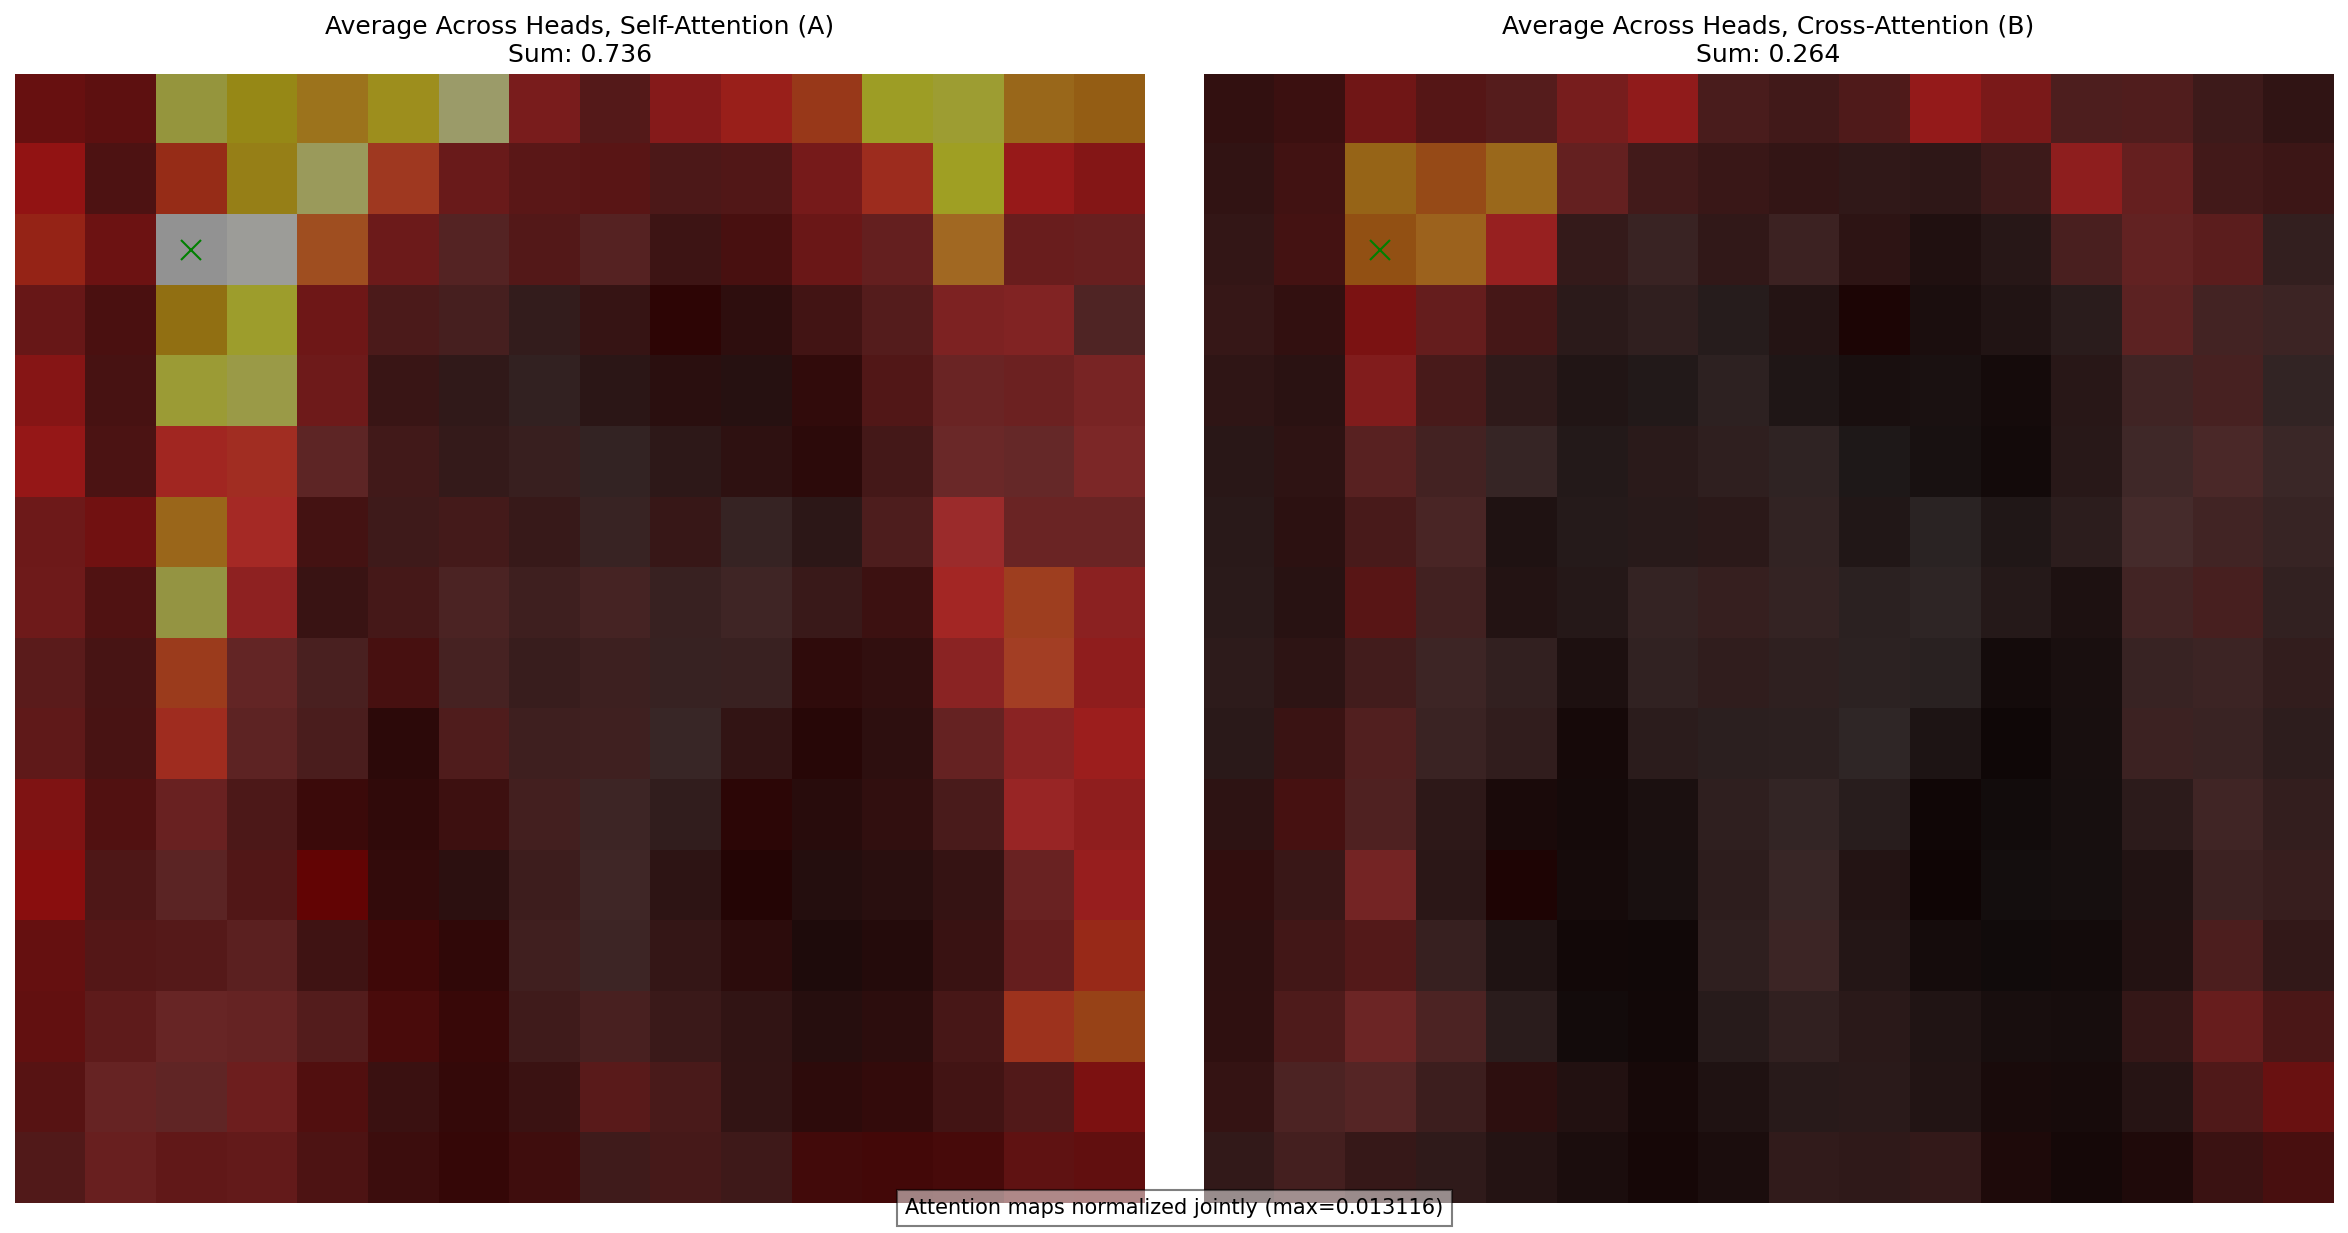 Average Across Heads, Self-Attention (A)
Sum: 0.736
Average Across Heads, Cross-Attention (B)
Sum: 0.264
Attention maps normalized jointly (max=0.013116)